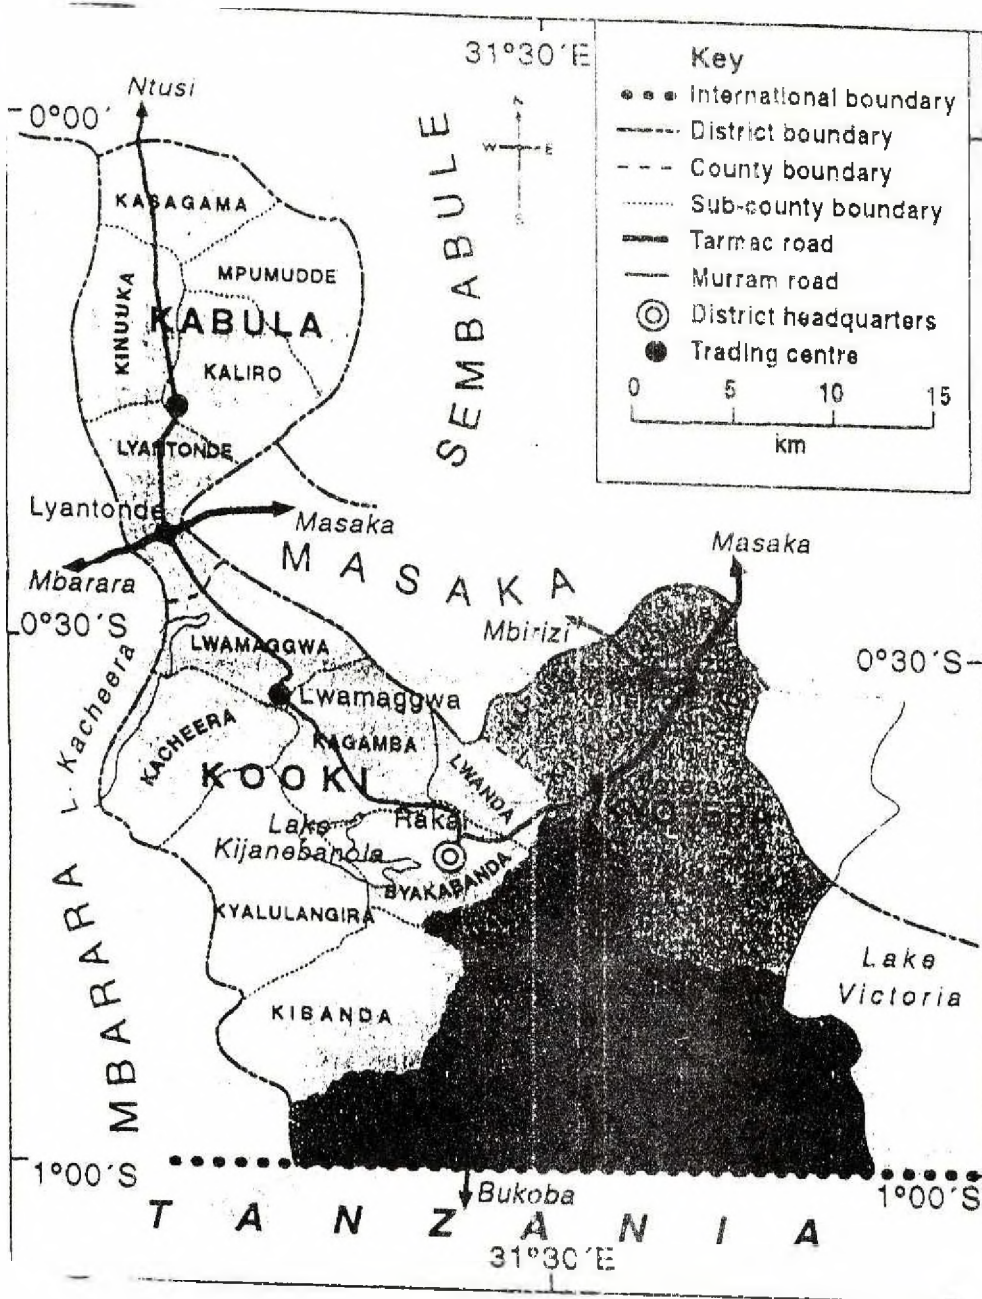 31°30´E
Key
International boundary
District boundary
County boundary
Sub-county boundary
Tarmac road
Murram road
District headquarters
Trading centre
0 5 10 15
km
N
W E
S
Ntusi
0°00´
KASAGAMA
MPUMUDDE
KINUUKA
KABULA
KALIRO
LYANTONDE
SEMBABULE
Lyantonde
Masaka
Mbarara
MASAKA
Masaka
Mbirizi
0°30´S
0°30´S
LWAMAGGWA
Lwamaggwa
L. Kacheera
KACHEERA
KAGAMBA
KOOKI
LWANDA
Rakai
Lake
Kijanebanola
BYAKABANDA
KYALULANGIRA
KIBANDA
MBARARA
Lake
Victoria
1°00´S
1°00´S
Bukoba
TANZANIA
31°30´E